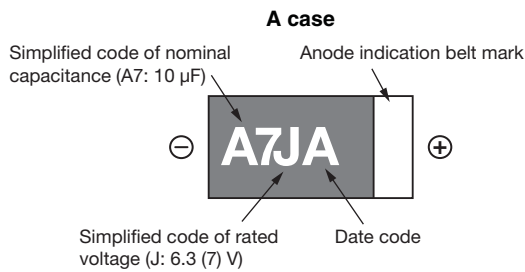 A case
Simplified code of nominal
capacitance (A7: 10 µF)
Anode indication belt mark
⊖
A7JA
⊕
Simplified code of rated
voltage (J: 6.3 (7) V)
Date code